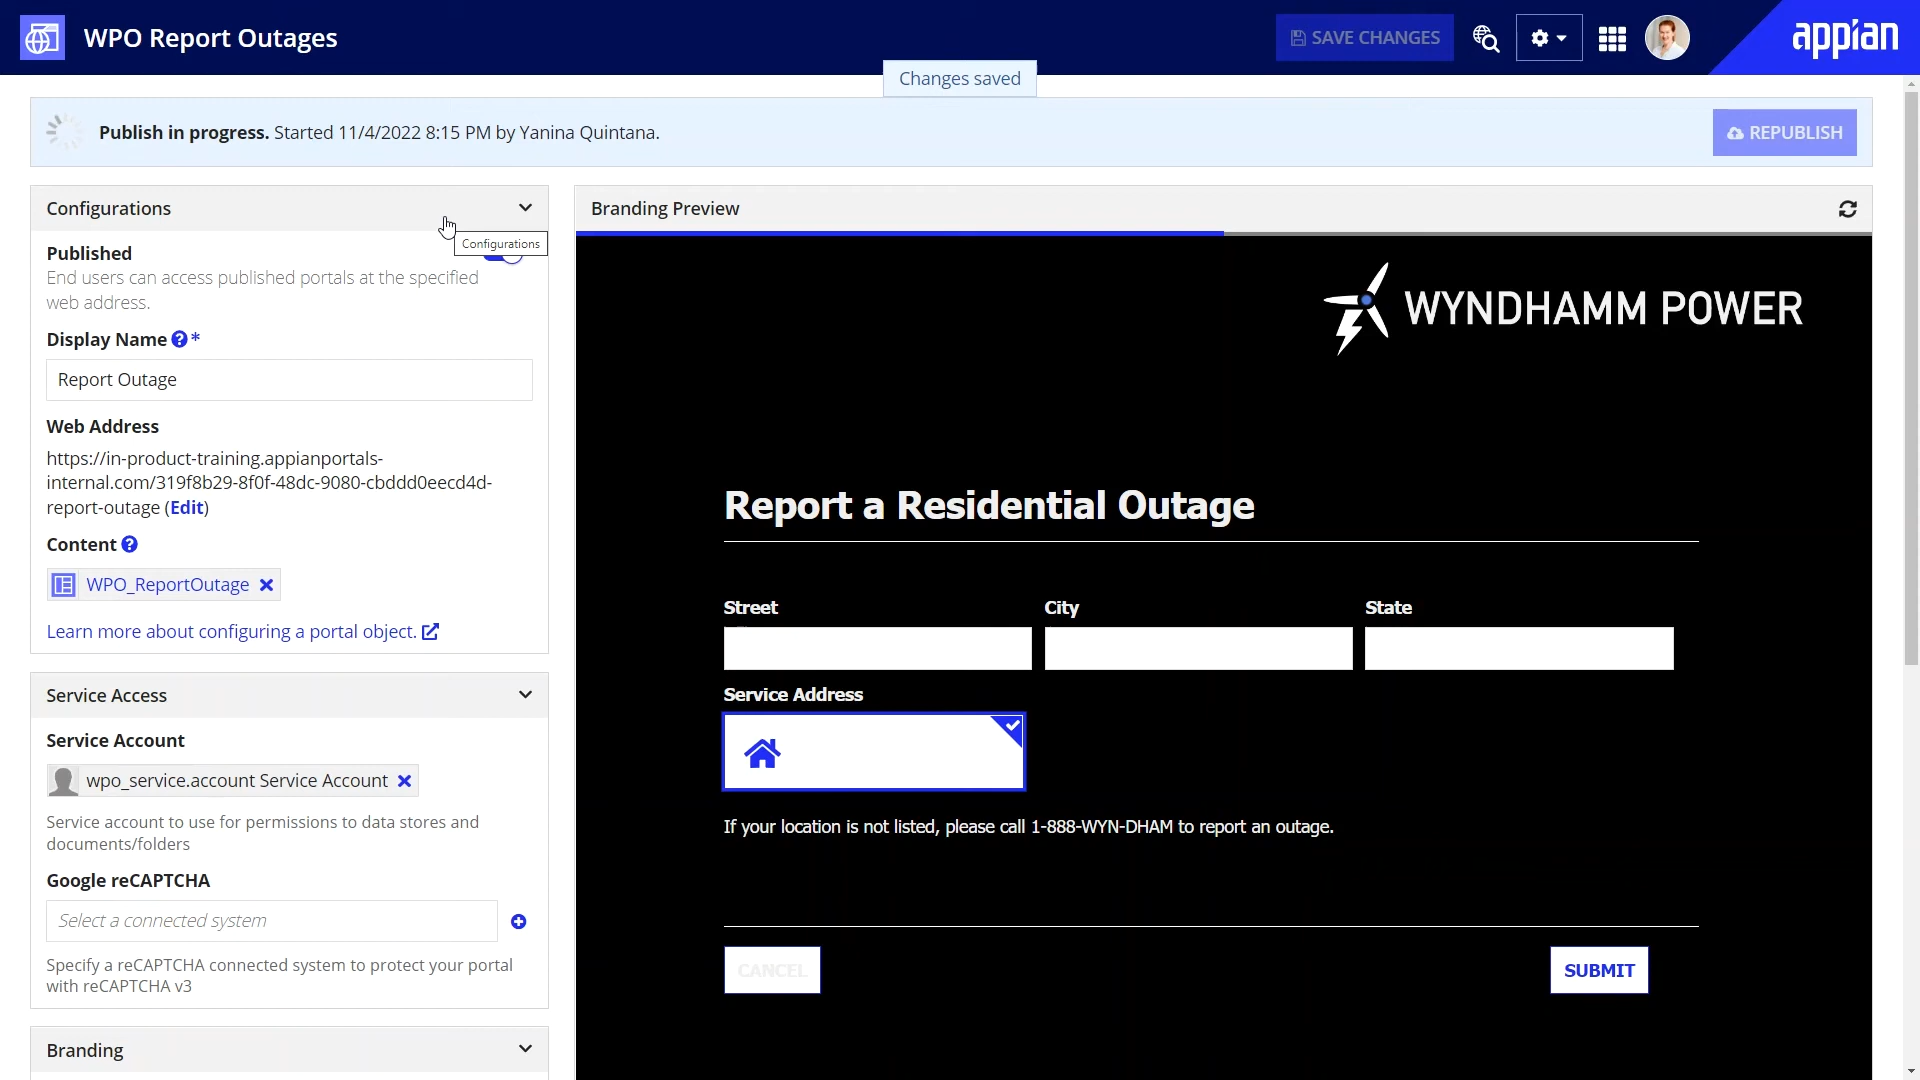 WPO Report Outages
SAVE CHANGES
appian
Changes saved
Publish in progress. Started 11/4/2022 8:15 PM by Yanina Quintana.
REPUBLISH
Configurations
Configurations
Published
End users can access published portals at the specified
web address.
Display Name ? *
Report Outage
Web Address
https://in-product-training.appianportals-
internal.com/319f8b29-8f0f-48dc-9080-cbddd0eecd4d-
report-outage (Edit)
Content ?
WPO_ReportOutage
Learn more about configuring a portal object.
Service Access
Service Account
wpo_service.account Service Account
Service account to use for permissions to data stores and
documents/folders
Google reCAPTCHA
Select a connected system
Specify a reCAPTCHA connected system to protect your portal
with reCAPTCHA v3
Branding
Branding Preview
WYNDHAMM POWER
Report a Residential Outage
Street City State
Service Address
If your location is not listed, please call 1-888-WYN-DHAM to report an outage.
CANCEL SUBMIT